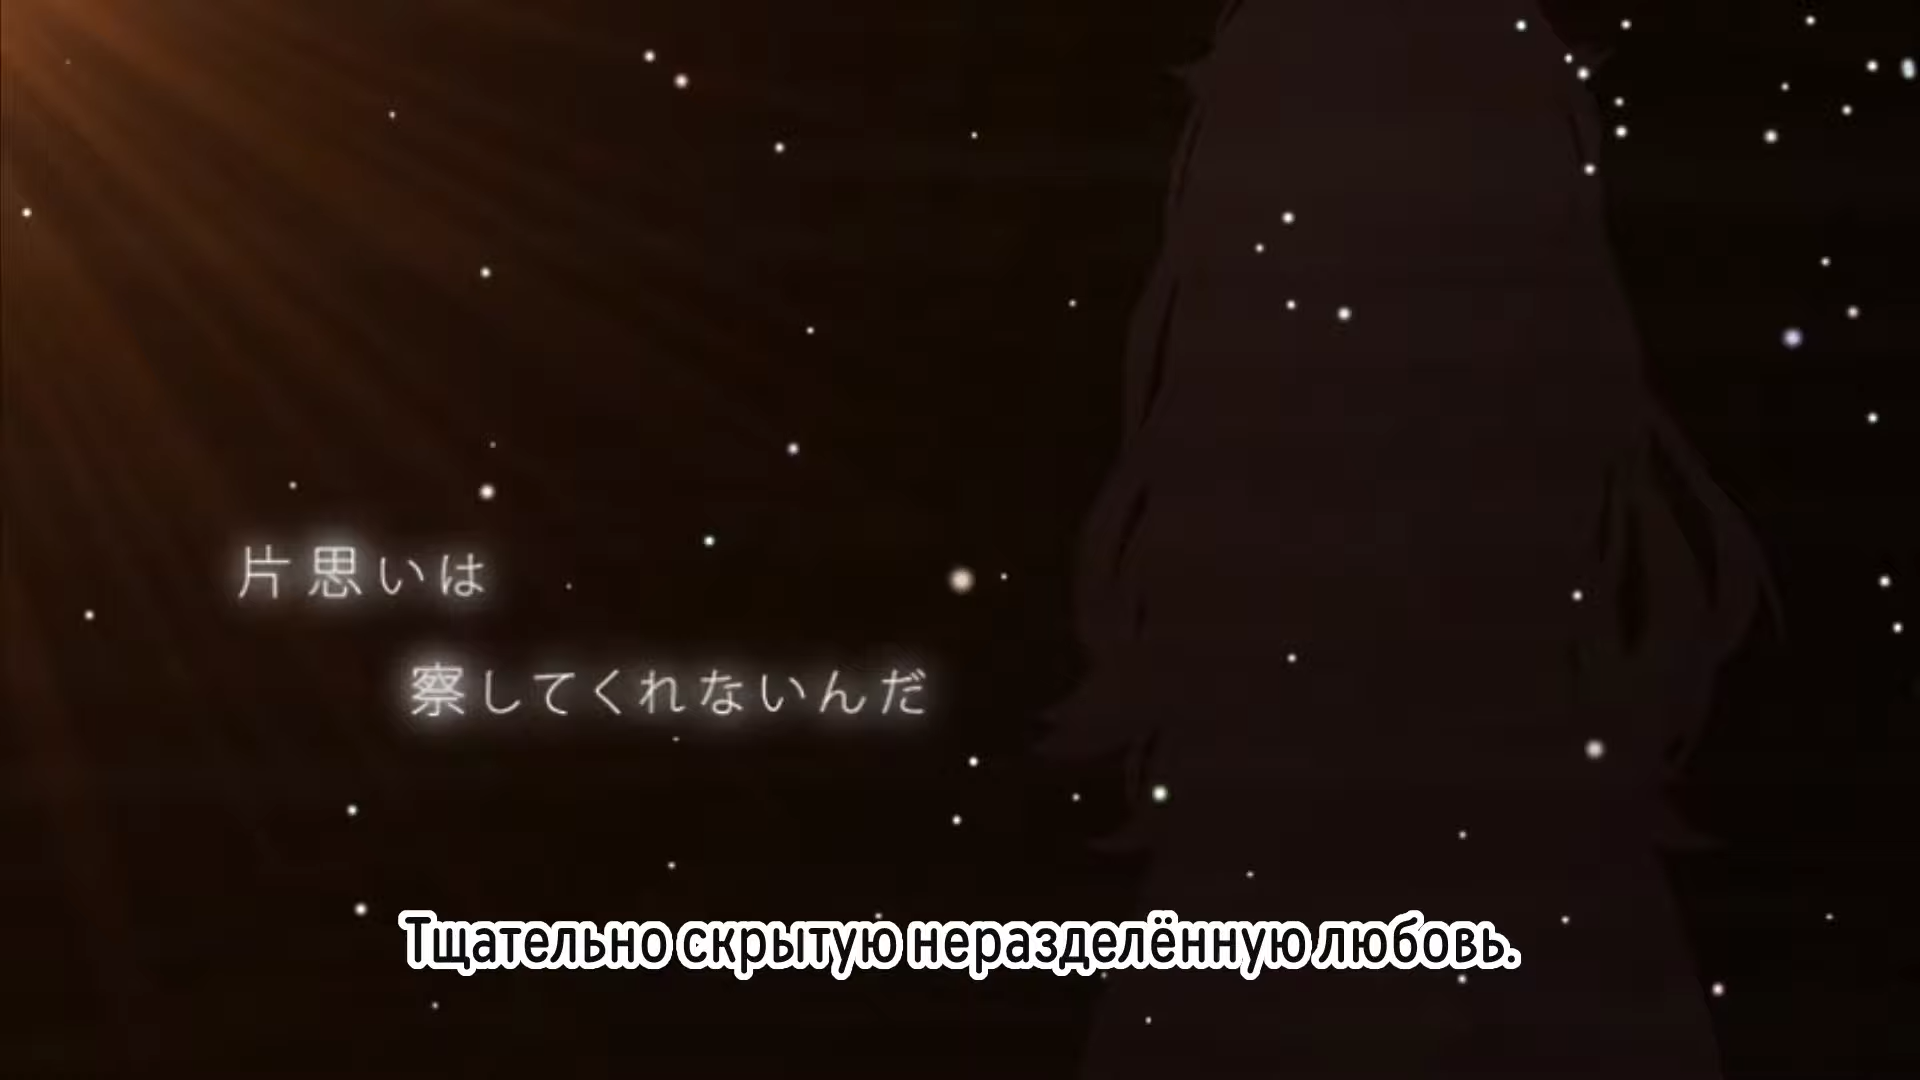 片思いは
察してくれないんだ
Тщательно скрытую неразделённую любовь.